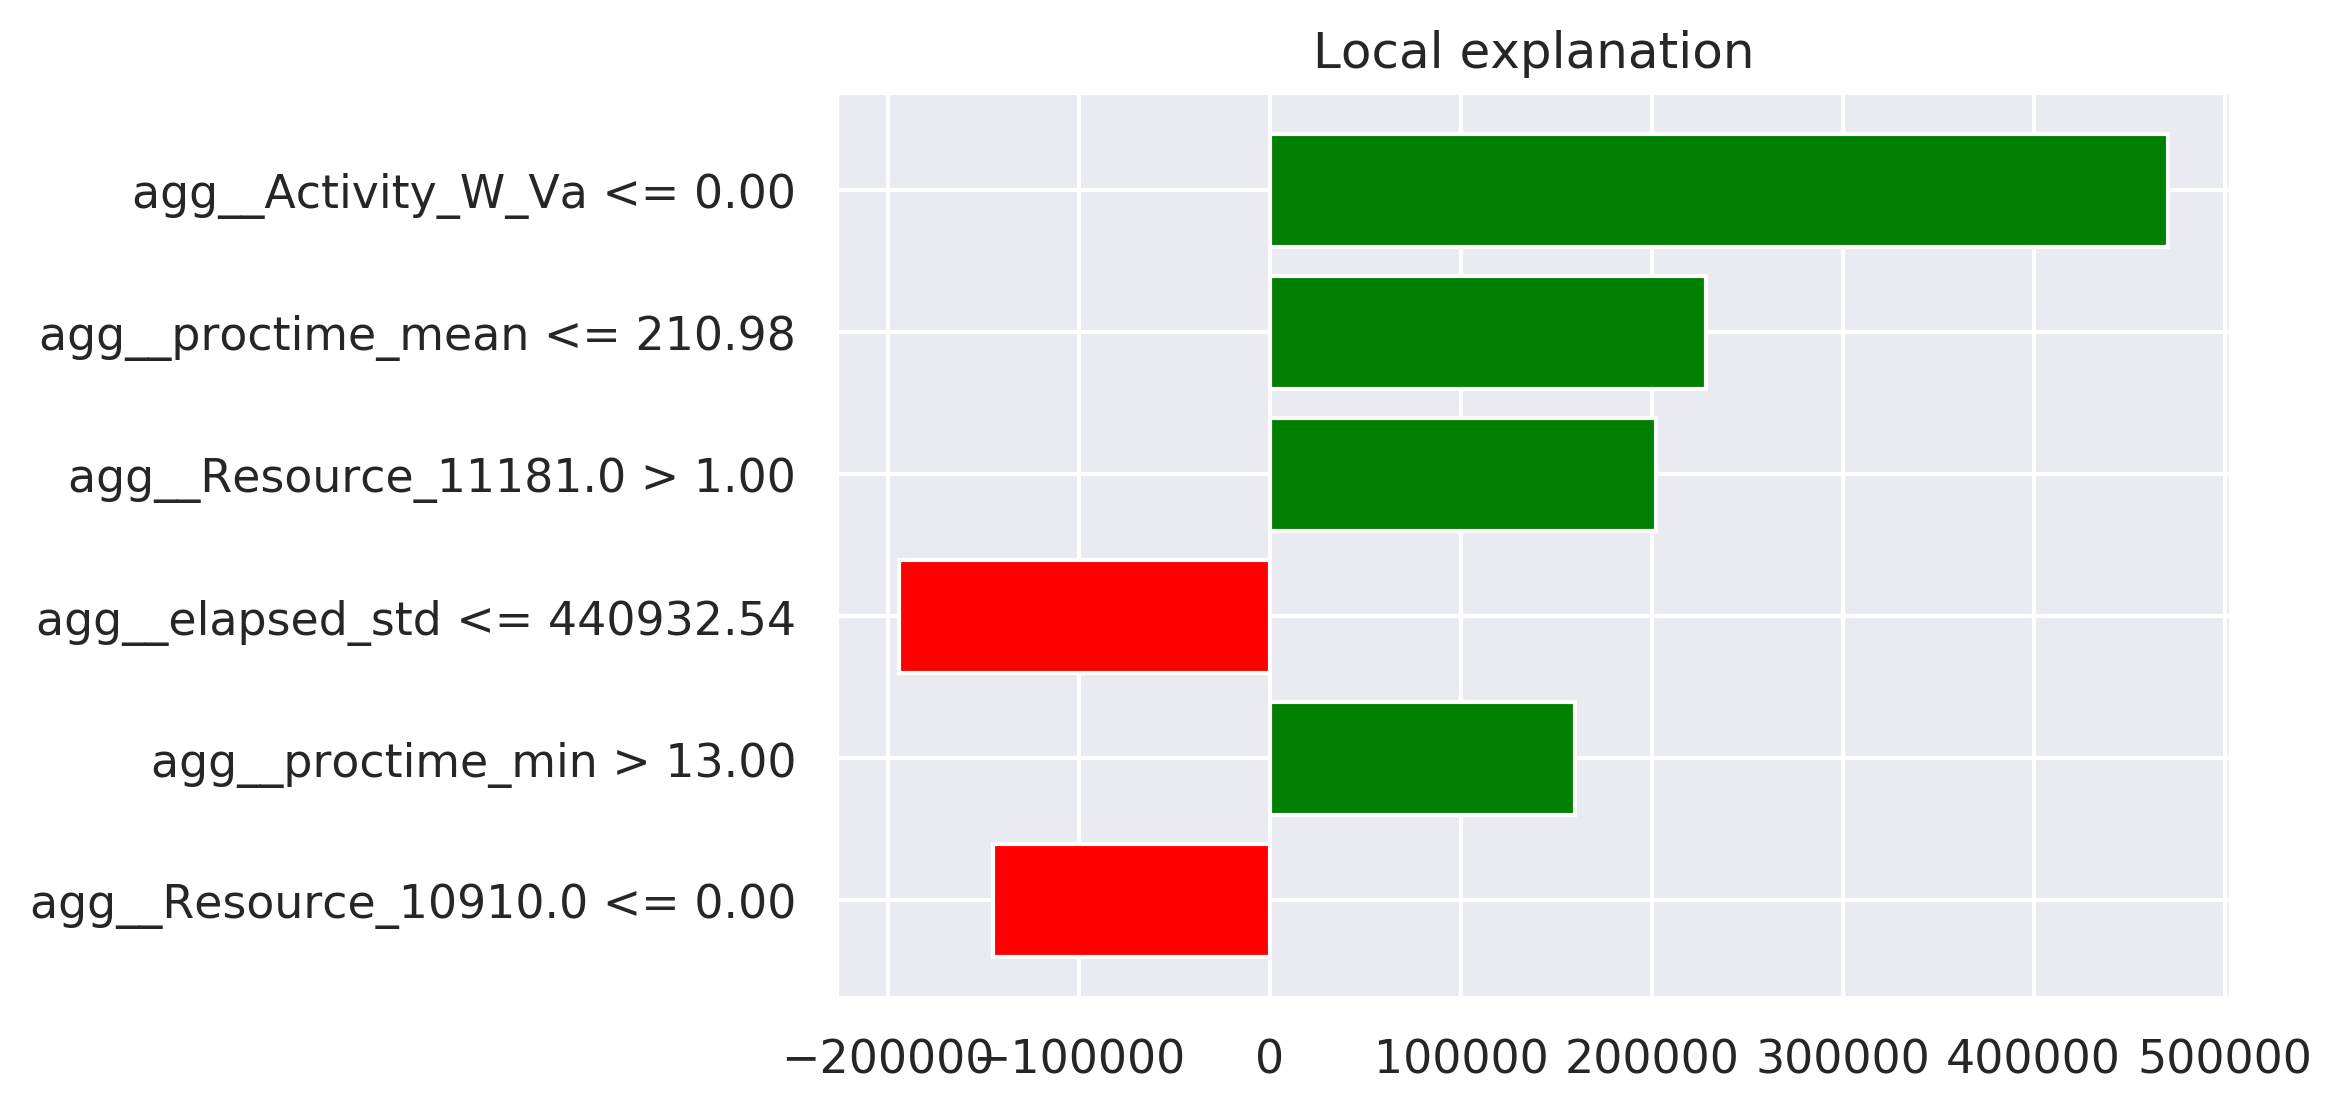 Local explanation
agg__Activity_W_Va <= 0.00
agg__proctime_mean <= 210.98
agg__Resource_11181.0 > 1.00
agg__elapsed_std <= 440932.54
agg__proctime_min > 13.00
agg__Resource_10910.0 <= 0.00
−200000 −100000 0 100000 200000 300000 400000 500000